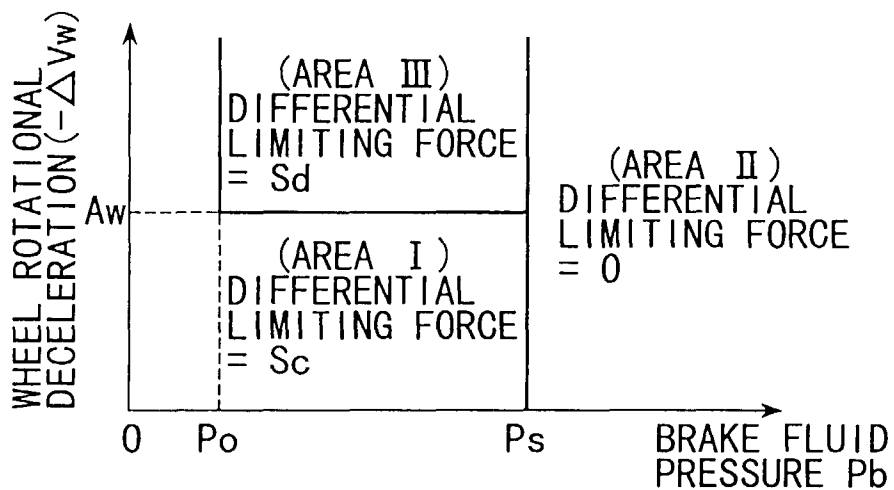 WHEEL ROTATIONAL
DECELERATION (-△Vw)
(AREA III)
DIFFERENTIAL
LIMITING FORCE
= Sd
(AREA II)
DIFFERENTIAL
LIMITING FORCE
= 0
Aw
(AREA I)
DIFFERENTIAL
LIMITING FORCE
= Sc
0
Po
Ps
BRAKE FLUID
PRESSURE Pb